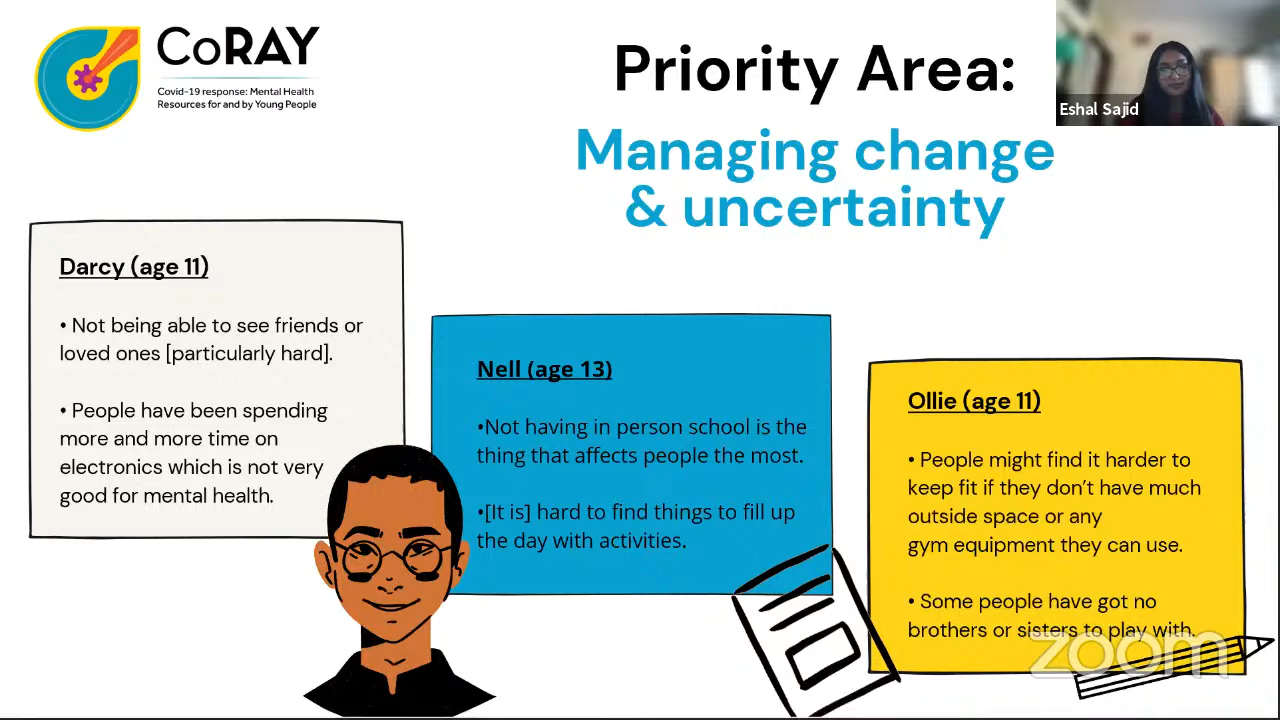 CoRAY
Covid-19 response: Mental Health
Resources for and by Young People
Priority Area:
Managing change
& uncertainty
Eshal Sajid
Darcy (age 11)
• Not being able to see friends or
loved ones [particularly hard].
• People have been spending
more and more time on
electronics which is not very
good for mental health.
Nell (age 13)
•Not having in person school is the
thing that affects people the most.
•[It is] hard to find things to fill up
the day with activities.
Ollie (age 11)
• People might find it harder to
keep fit if they don’t have much
outside space or any
gym equipment they can use.
• Some people have got no
brothers or sisters to play with.
zoom